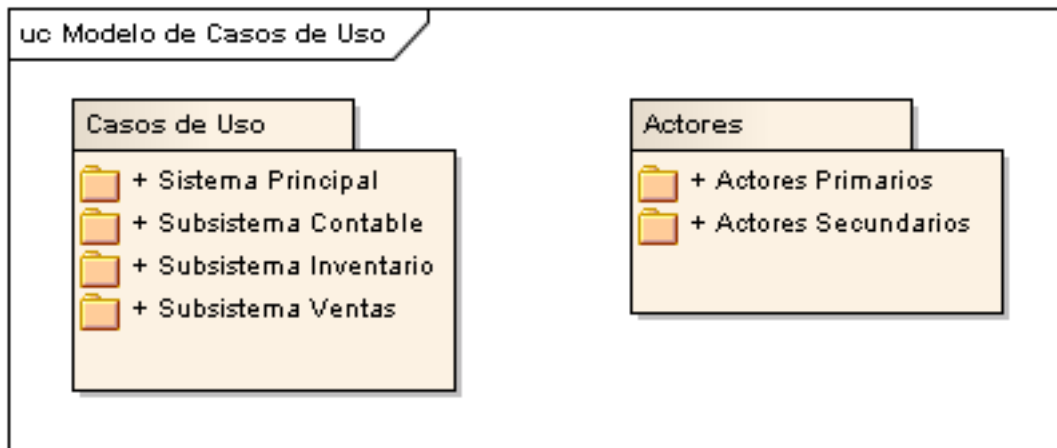 uc Modelo de Casos de Uso
Casos de Uso
+ Sistema Principal
+ Subsistema Contable
+ Subsistema Inventario
+ Subsistema Ventas
Actores
+ Actores Primarios
+ Actores Secundarios